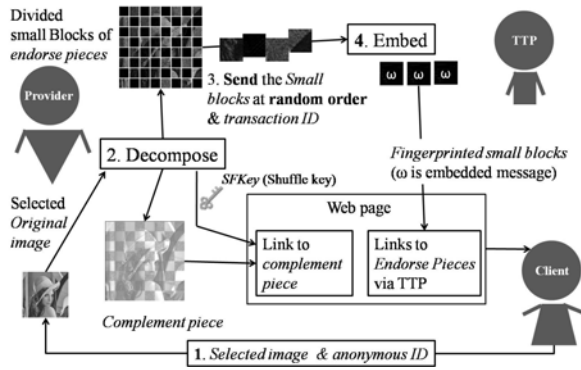 Divided
small Blocks of
endorse pieces
Provider
3. Send the Small
blocks at random order
& transaction ID
4. Embed
ω ω ω
TTP
2. Decompose
SFKey (Shuffle key)
Fingerprinted small blocks
(ω is embedded message)
Selected
Original
image
Web page
Link to
complement
piece
Links to
Endorse Pieces
via TTP
Client
Complement piece
1. Selected image & anonymous ID